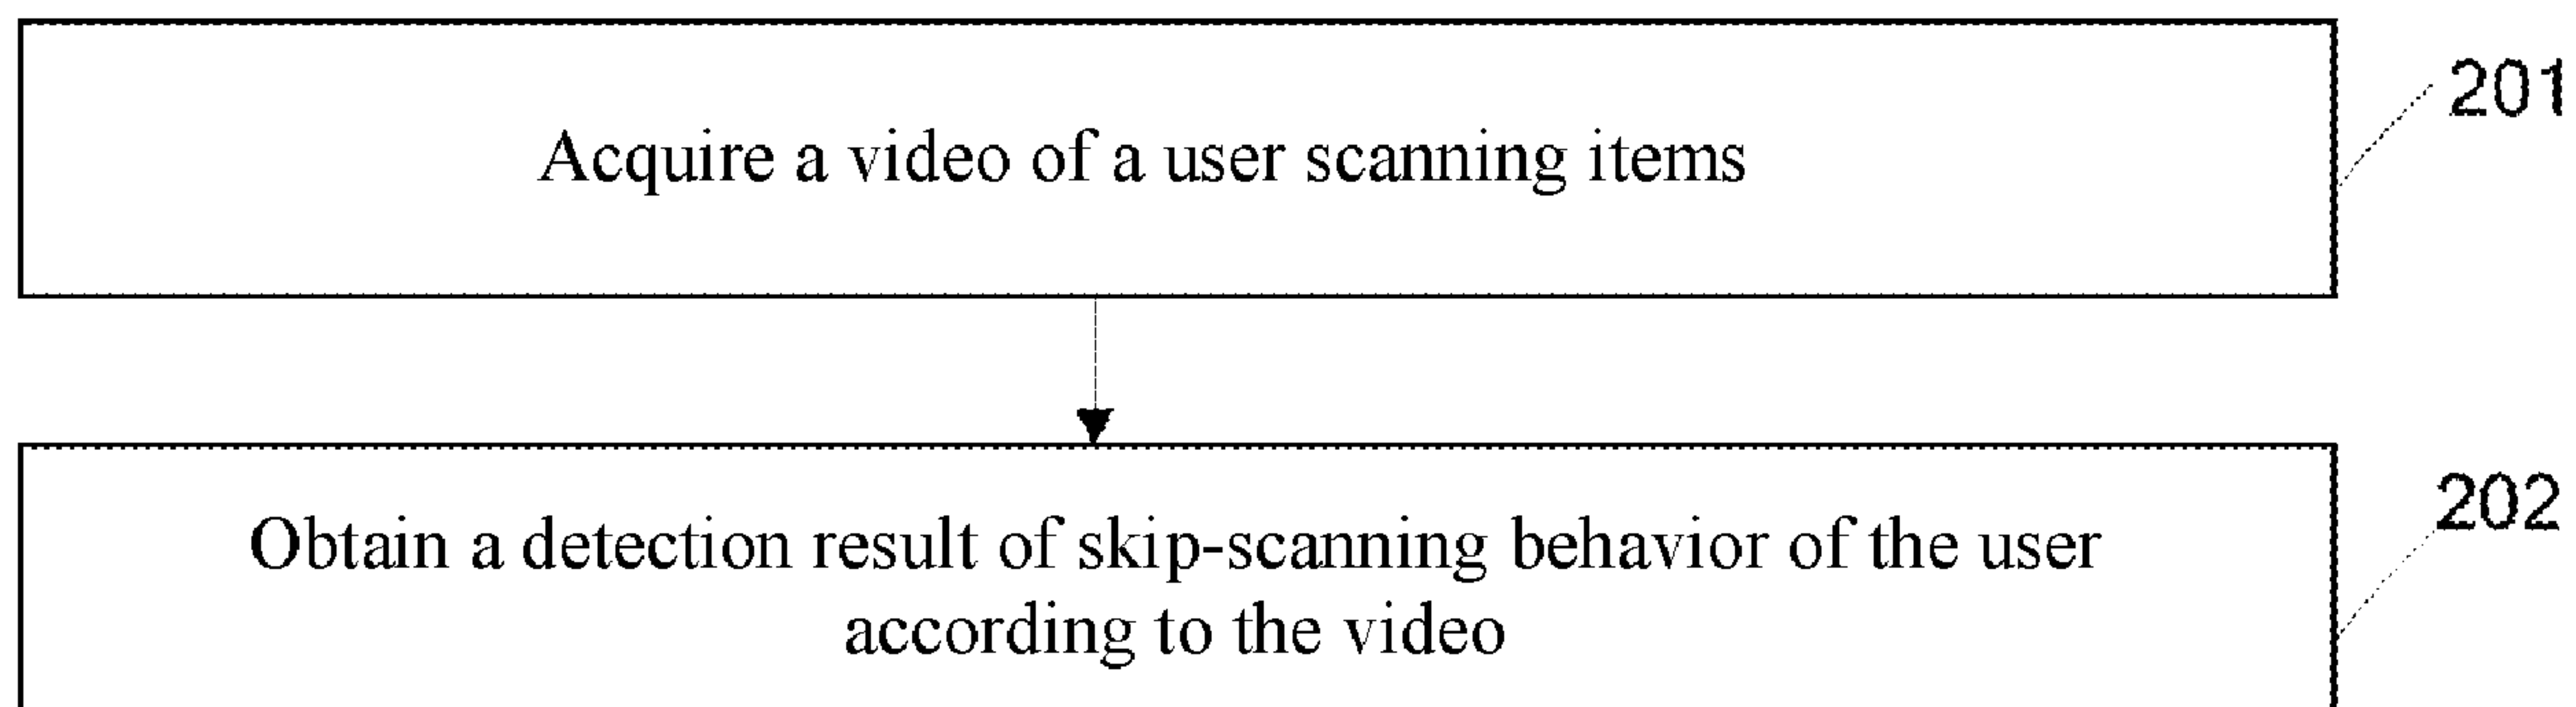 Acquire a video of a user scanning items
201
Obtain a detection result of skip-scanning behavior of the user
according to the video
202